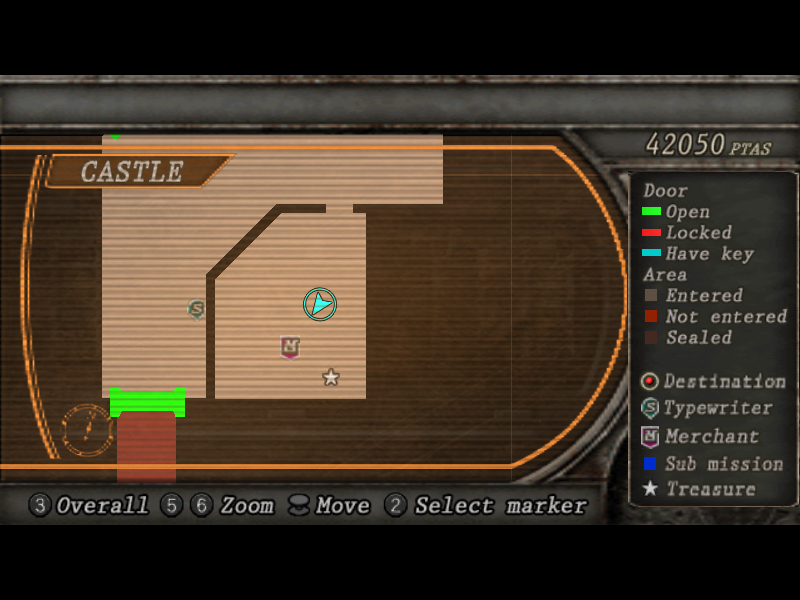 42050 PTAS
CASTLE
Door
Open
Locked
Have key
Area
Entered
Not entered
Sealed
Destination
S Typewriter
S
M Merchant
M
Sub mission
Treasure
3 Overall 5 6 Zoom Move 2 Select marker